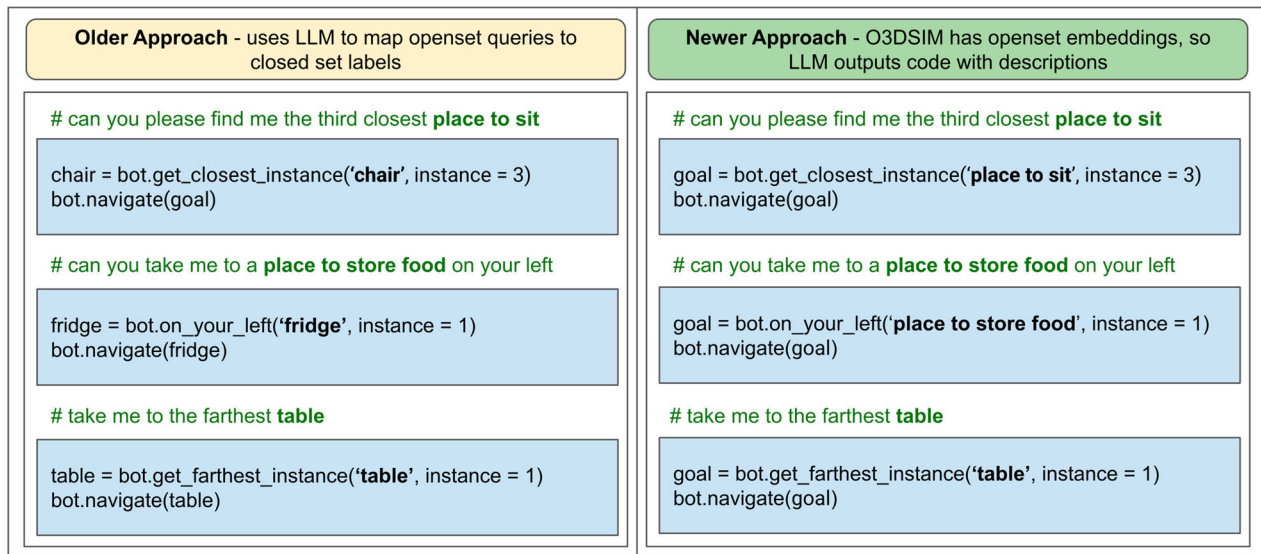 Older Approach - uses LLM to map openset queries to
closed set labels
# can you please find me the third closest place to sit
chair = bot.get_closest_instance(‘chair’, instance = 3)
bot.navigate(goal)
# can you take me to a place to store food on your left
fridge = bot.on_your_left(‘fridge’, instance = 1)
bot.navigate(fridge)
# take me to the farthest table
table = bot.get_farthest_instance(‘table’, instance = 1)
bot.navigate(table)
Newer Approach - O3DSIM has openset embeddings, so
LLM outputs code with descriptions
# can you please find me the third closest place to sit
goal = bot.get_closest_instance(‘place to sit’, instance = 3)
bot.navigate(goal)
# can you take me to a place to store food on your left
goal = bot.on_your_left(‘place to store food’, instance = 1)
bot.navigate(goal)
# take me to the farthest table
goal = bot.get_farthest_instance(‘table’, instance = 1)
bot.navigate(goal)